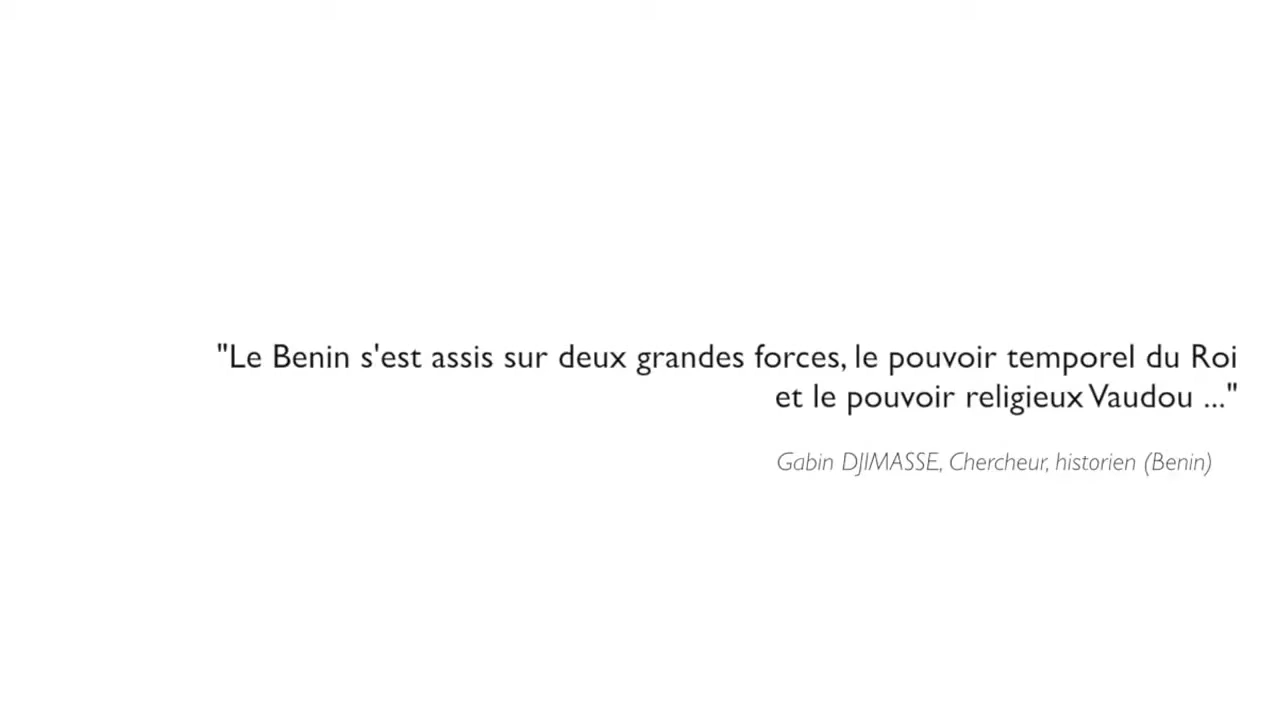 "Le Benin s'est assis sur deux grandes forces, le pouvoir temporel du Roi
et le pouvoir religieux Vaudou ..."
Gabin DJIMASSE, Chercheur, historien (Benin)